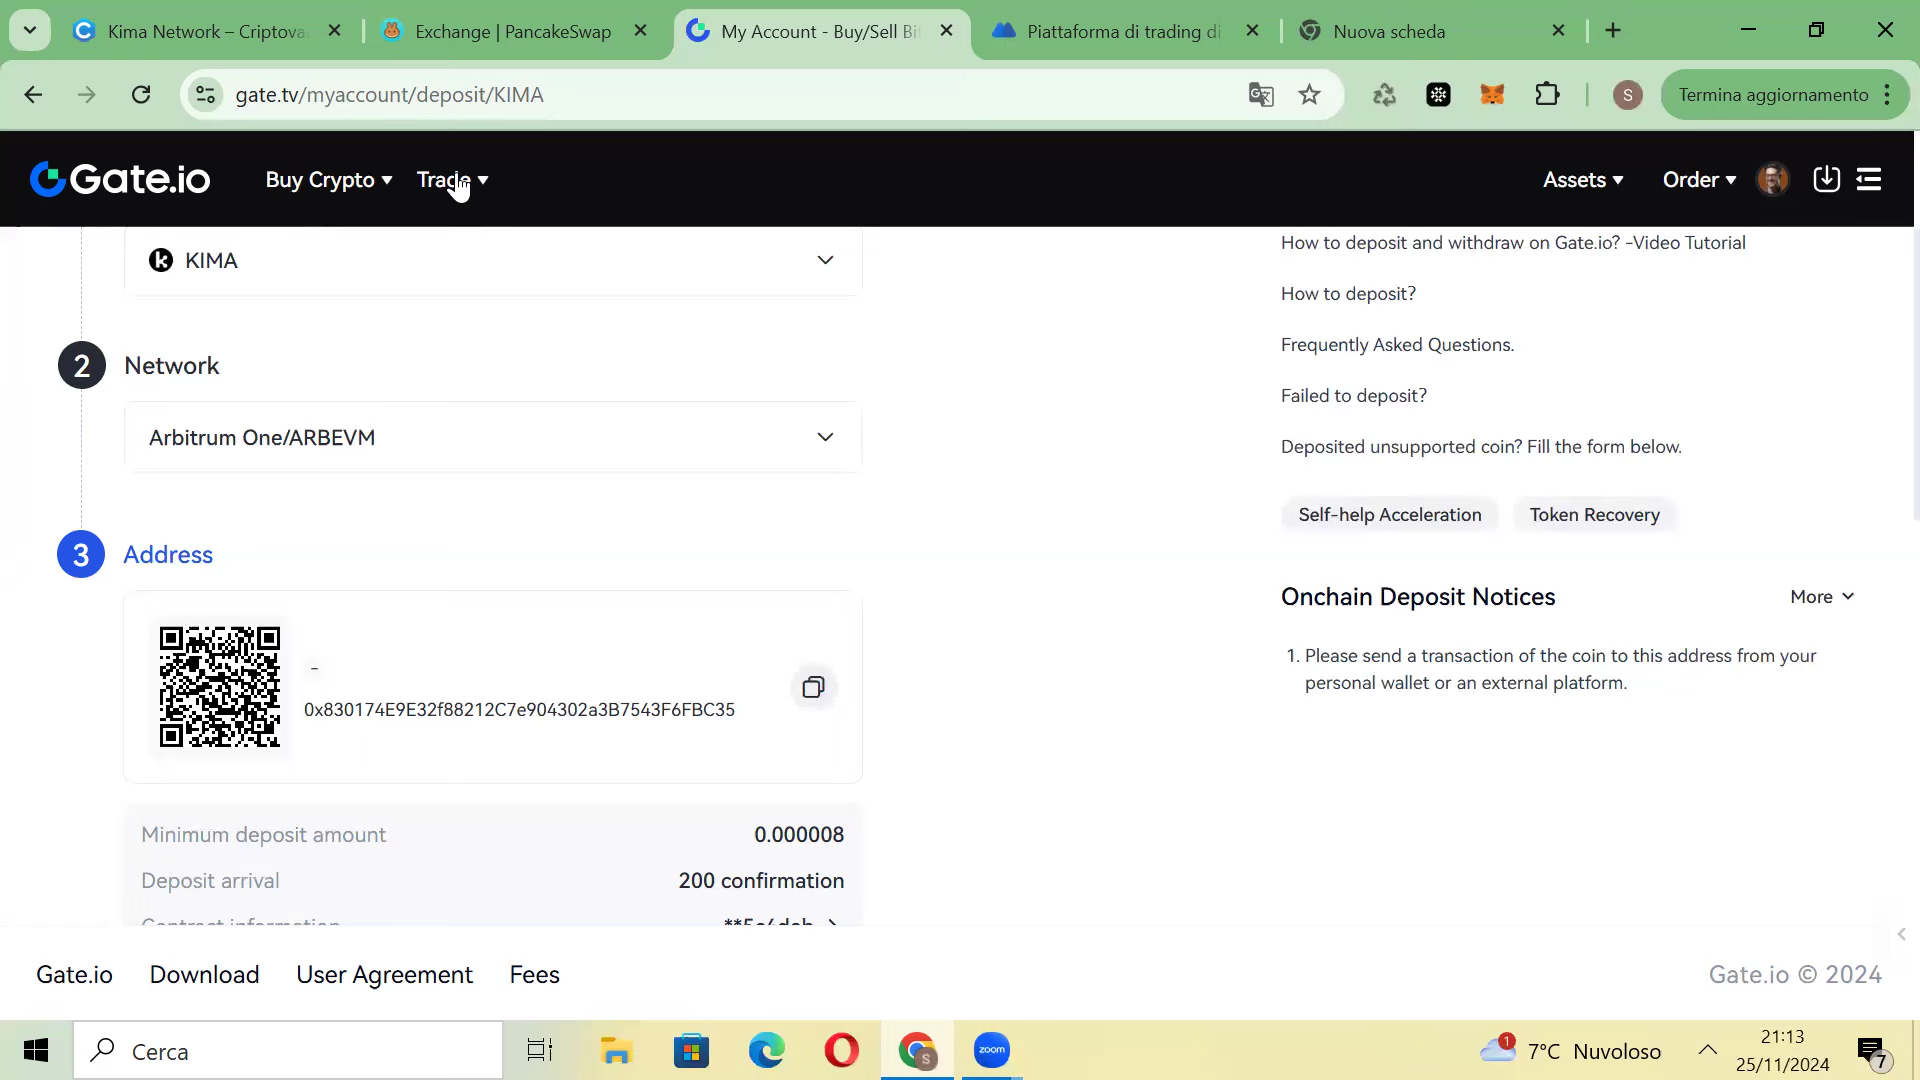 Kima Network – Criptova
Exchange | PancakeSwap
My Account - Buy/Sell Bi
Piattaforma di trading di
Nuova scheda
gate.tv/myaccount/deposit/KIMA
S
Termina aggiornamento
Gate.io
Buy Crypto
Trade
Assets
Order
KIMA
How to deposit and withdraw on Gate.io? -Video Tutorial
How to deposit?
2 Network
Frequently Asked Questions.
Failed to deposit?
Arbitrum One/ARBEVM
Deposited unsupported coin? Fill the form below.
Self-help Acceleration
Token Recovery
3 Address
Onchain Deposit Notices
More
1. Please send a transaction of the coin to this address from your
personal wallet or an external platform.
-
0x830174E9E32f88212C7e904302a3B7543F6FBC35
Minimum deposit amount 0.000008
Deposit arrival 200 confirmation
Contract information
Gate.io
Download
User Agreement
Fees
Gate.io © 2024
Cerca
S
zoom
1
7°C Nuvoloso
21:13
25/11/2024
7